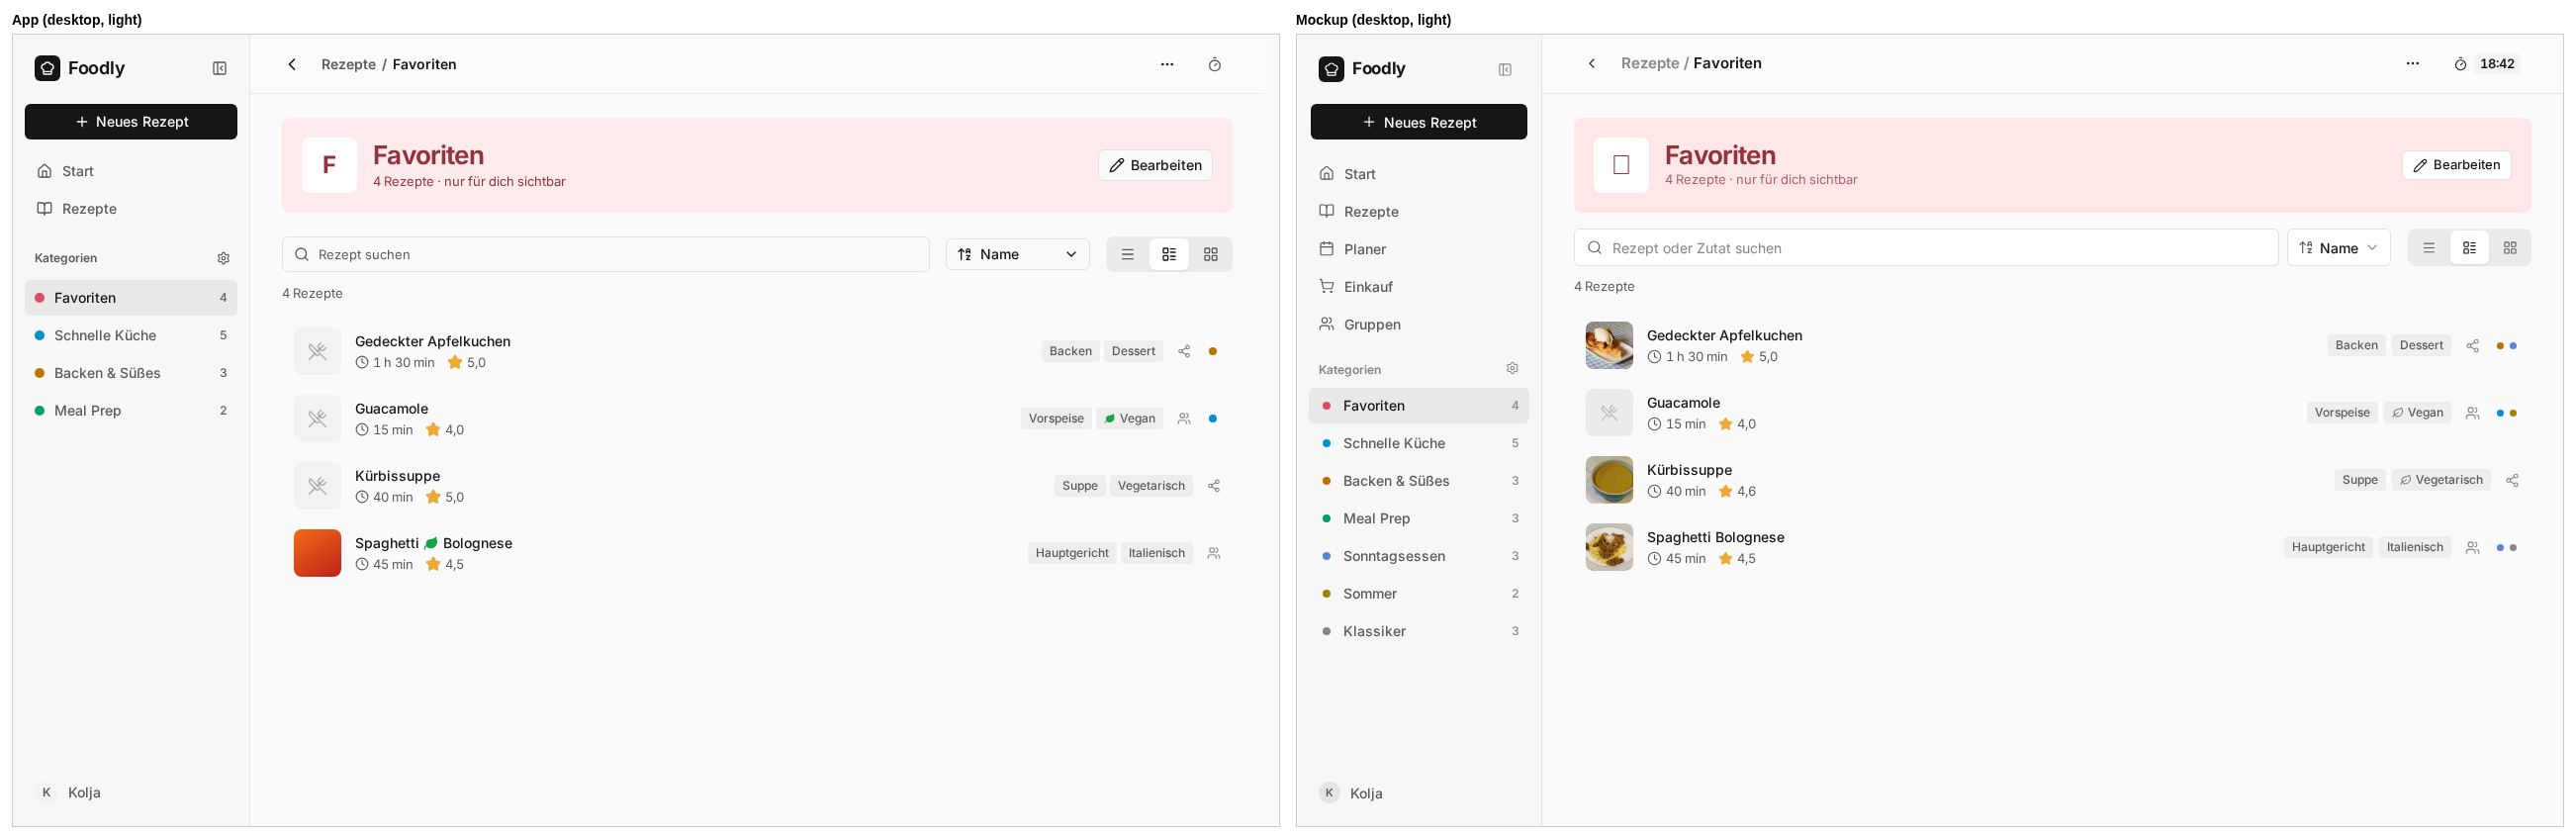 App (desktop, light)
Foodly
Rezepte / Favoriten
Neues Rezept
Start
Rezepte
Kategorien
Favoriten 4
Schnelle Küche 5
Backen & Süßes 3
Meal Prep 2
K Kolja
F
Favoriten
4 Rezepte · nur für dich sichtbar
Bearbeiten
Rezept suchen
Name
4 Rezepte
Gedeckter Apfelkuchen
1 h 30 min 5,0
Backen Dessert
Guacamole
15 min 4,0
Vorspeise Vegan
Kürbissuppe
40 min 5,0
Suppe Vegetarisch
Spaghetti Bolognese
45 min 4,5
Hauptgericht Italienisch
Mockup (desktop, light)
Foodly
Rezepte / Favoriten
18:42
Neues Rezept
Start
Rezepte
Planer
Einkauf
Gruppen
Kategorien
Favoriten 4
Schnelle Küche 5
Backen & Süßes 3
Meal Prep 3
Sonntagsessen 3
Sommer 2
Klassiker 3
K Kolja
Favoriten
4 Rezepte · nur für dich sichtbar
Bearbeiten
Rezept oder Zutat suchen
Name
4 Rezepte
Gedeckter Apfelkuchen
1 h 30 min 5,0
Backen Dessert
Guacamole
15 min 4,0
Vorspeise Vegan
Kürbissuppe
40 min 4,6
Suppe Vegetarisch
Spaghetti Bolognese
45 min 4,5
Hauptgericht Italienisch